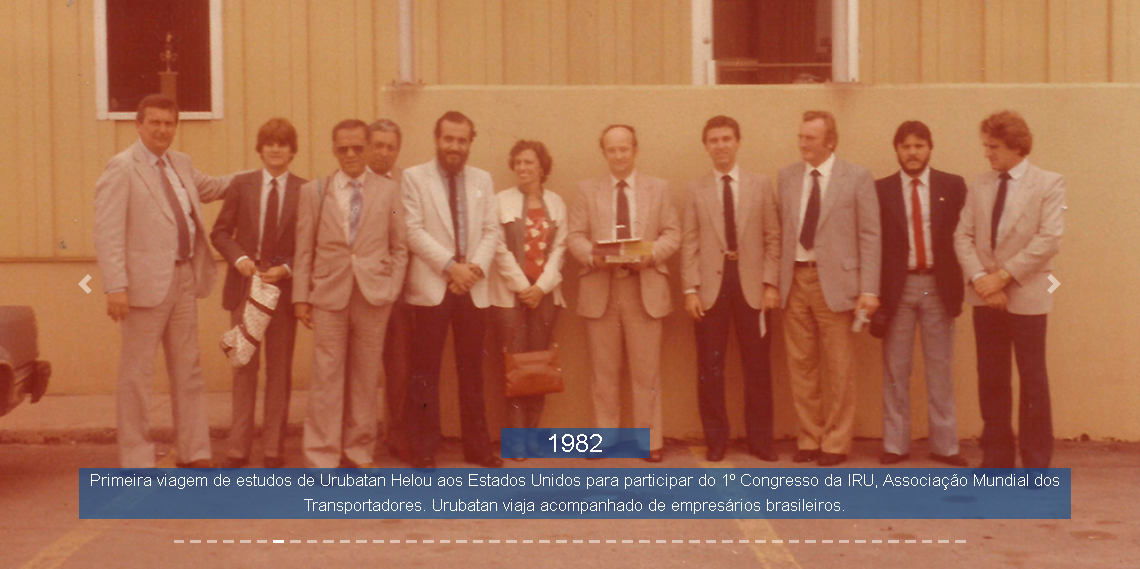 1982
Primeira viagem de estudos de Urubatan Helou aos Estados Unidos para participar do 1º Congresso da IRU, Associação Mundial dos
Transportadores. Urubatan viaja acompanhado de empresários brasileiros.